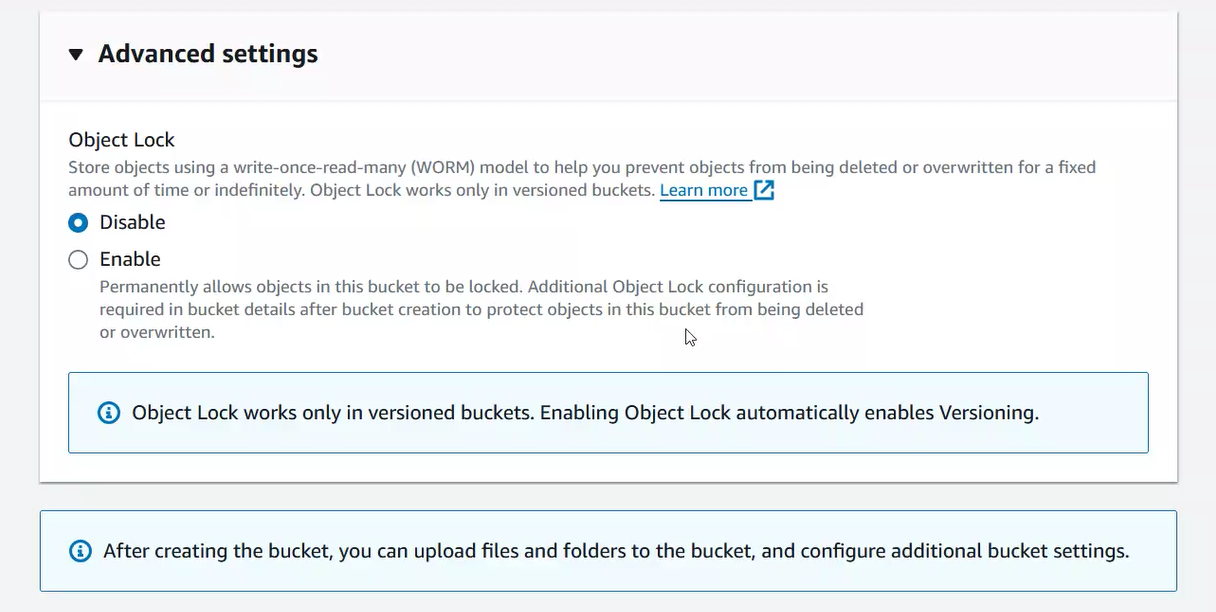 Advanced settings
Object Lock
Store objects using a write-once-read-many (WORM) model to help you prevent objects from being deleted or overwritten for a fixed
amount of time or indefinitely. Object Lock works only in versioned buckets. Learn more
Disable
Enable
Permanently allows objects in this bucket to be locked. Additional Object Lock configuration is
required in bucket details after bucket creation to protect objects in this bucket from being deleted
or overwritten.
Object Lock works only in versioned buckets. Enabling Object Lock automatically enables Versioning.
After creating the bucket, you can upload files and folders to the bucket, and configure additional bucket settings.